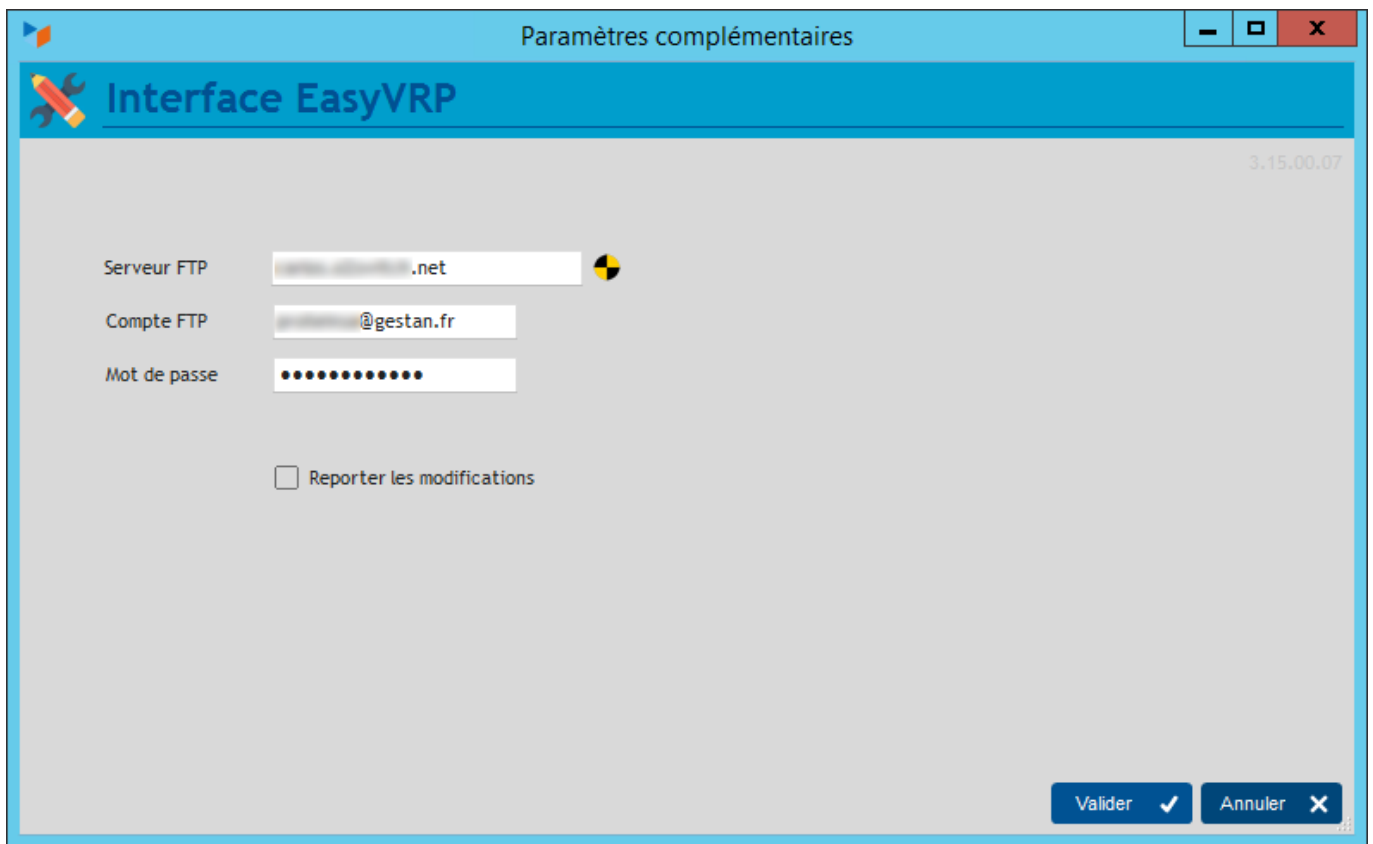 Paramètres complémentaires
Interface EasyVRP
3.15.00.07
Serveur FTP .net
Compte FTP @gestan.fr
Mot de passe ••••••••••••
Reporter les modifications
Valider Annuler